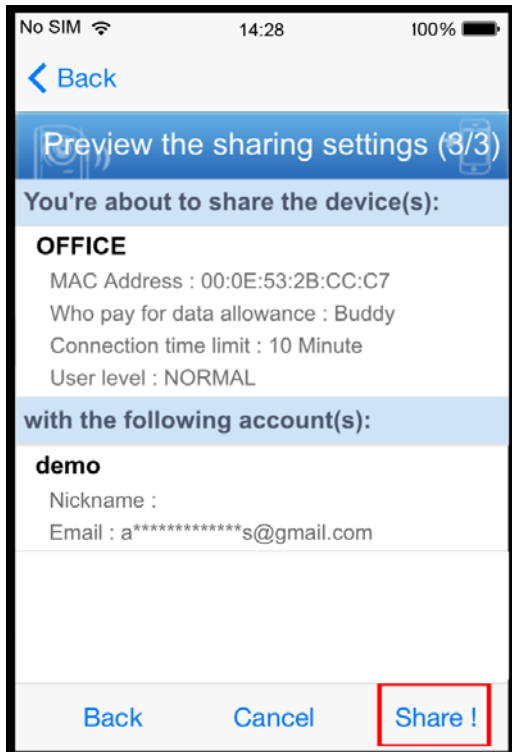 No SIM 14:28 100%
Back
Preview the sharing settings (3/3)
You're about to share the device(s):
OFFICE
MAC Address : 00:0E:53:2B:CC:C7
Who pay for data allowance : Buddy
Connection time limit : 10 Minute
User level : NORMAL
with the following account(s):
demo
Nickname :
Email : a*************s@gmail.com
Back Cancel Share !